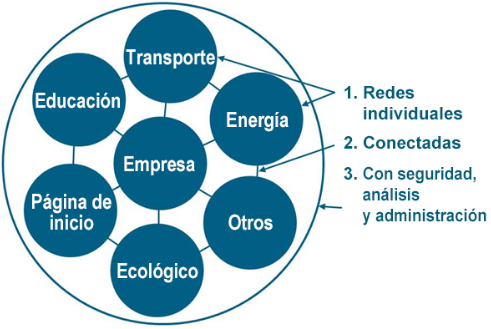 Transporte
Educación
Energía
Empresa
Página de
inicio
Otros
Ecológico
1. Redes
individuales
2. Conectadas
3. Con seguridad,
análisis
y administración